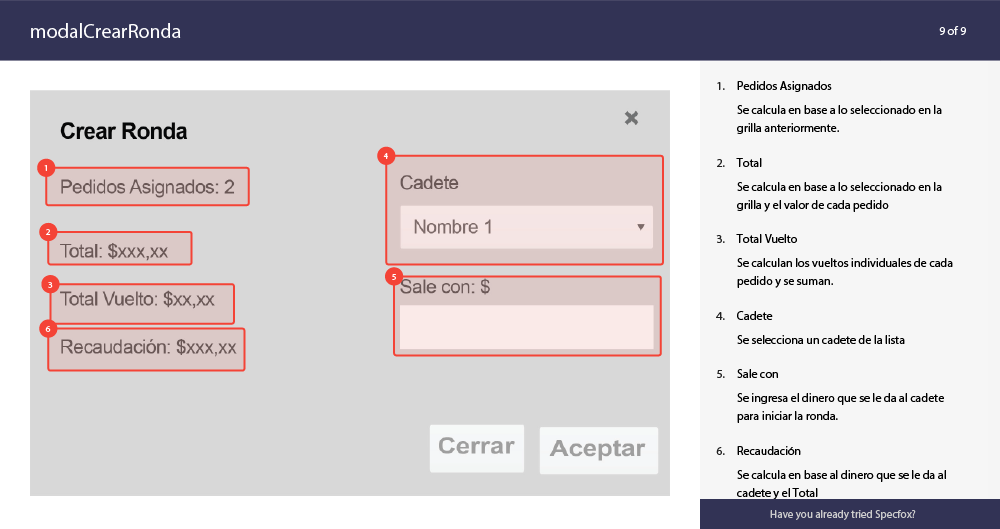 modalCrearRonda
9 of 9
Crear Ronda
1
Pedidos Asignados: 2
2
Total: $xxx,xx
3
Total Vuelto: $xx,xx
6
Recaudación: $xxx,xx
4
Cadete
Nombre 1
5
Sale con: $
Cerrar
Aceptar
1. Pedidos Asignados
Se calcula en base a lo seleccionado en la
grilla anteriormente.
2. Total
Se calcula en base a lo seleccionado en la
grilla y el valor de cada pedido
3. Total Vuelto
Se calculan los vueltos individuales de cada
pedido y se suman.
4. Cadete
Se selecciona un cadete de la lista
5. Sale con
Se ingresa el dinero que se le da al cadete
para iniciar la ronda.
6. Recaudación
Se calcula en base al dinero que se le da al
cadete y el Total
Have you already tried Specfox?